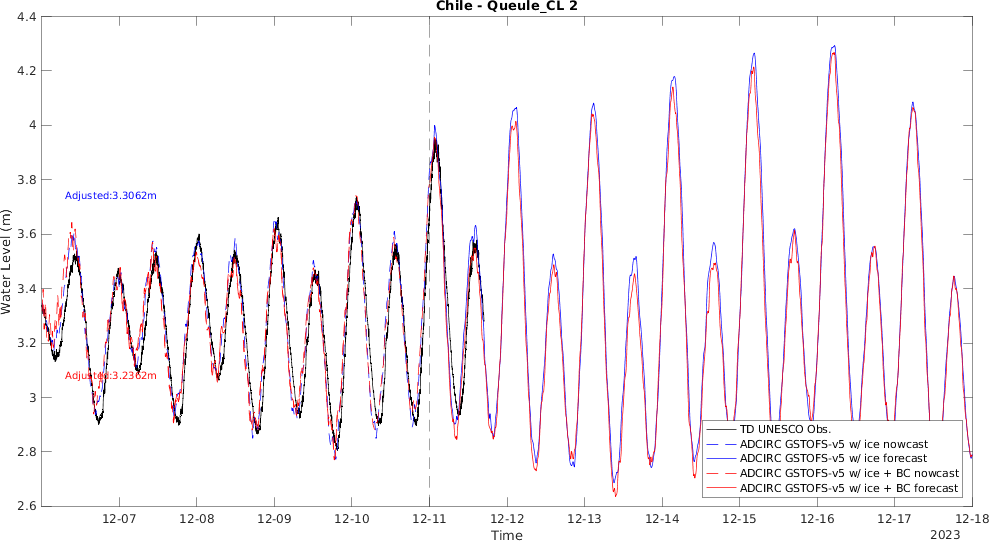 Chile - Queule_CL 2
Water Level (m)
4.4
4.2
4
3.8
3.6
3.4
3.2
3
2.8
2.6
Adjusted:3.3062m
Adjusted:3.2362m
TD UNESCO Obs.
ADCIRC GSTOFS-v5 w/ ice nowcast
ADCIRC GSTOFS-v5 w/ ice forecast
ADCIRC GSTOFS-v5 w/ ice + BC nowcast
ADCIRC GSTOFS-v5 w/ ice + BC forecast
12-07 12-08 12-09 12-10 12-11 12-12 12-13 12-14 12-15 12-16 12-17 12-18
Time
2023